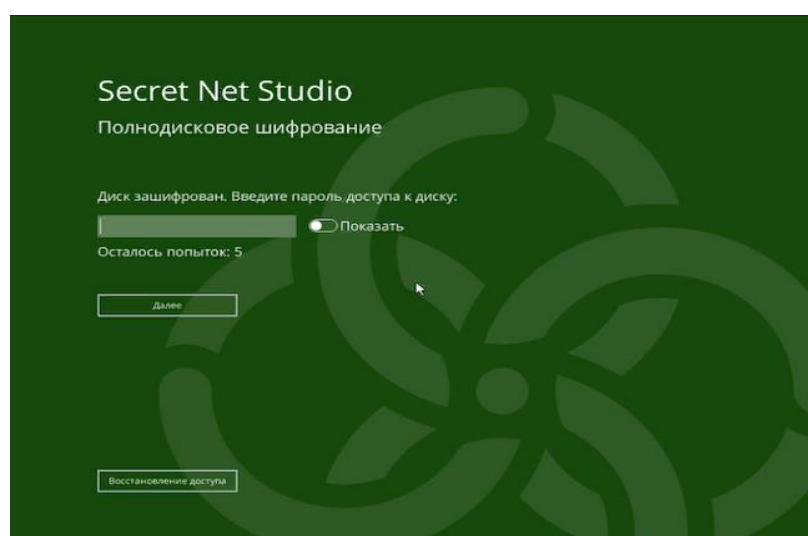 Secret Net Studio
Полнодисковое шифрование
Диск зашифрован. Введите пароль доступа к диску:
Показать
Осталось попыток: 5
Далее
Восстановление доступа